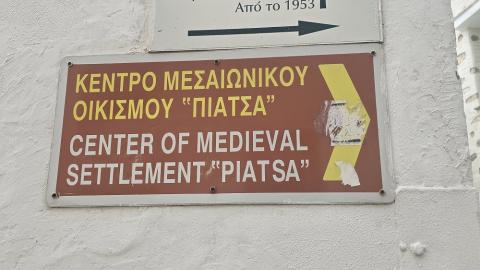 Από το 1953
ΚΕΝΤΡΟ ΜΕΣΑΙΩΝΙΚΟΥ
ΟΙΚΙΣΜΟΥ "ΠΙΑΤΣΑ"
CENTER OF MEDIEVAL
SETTLEMENT "PIATSA"